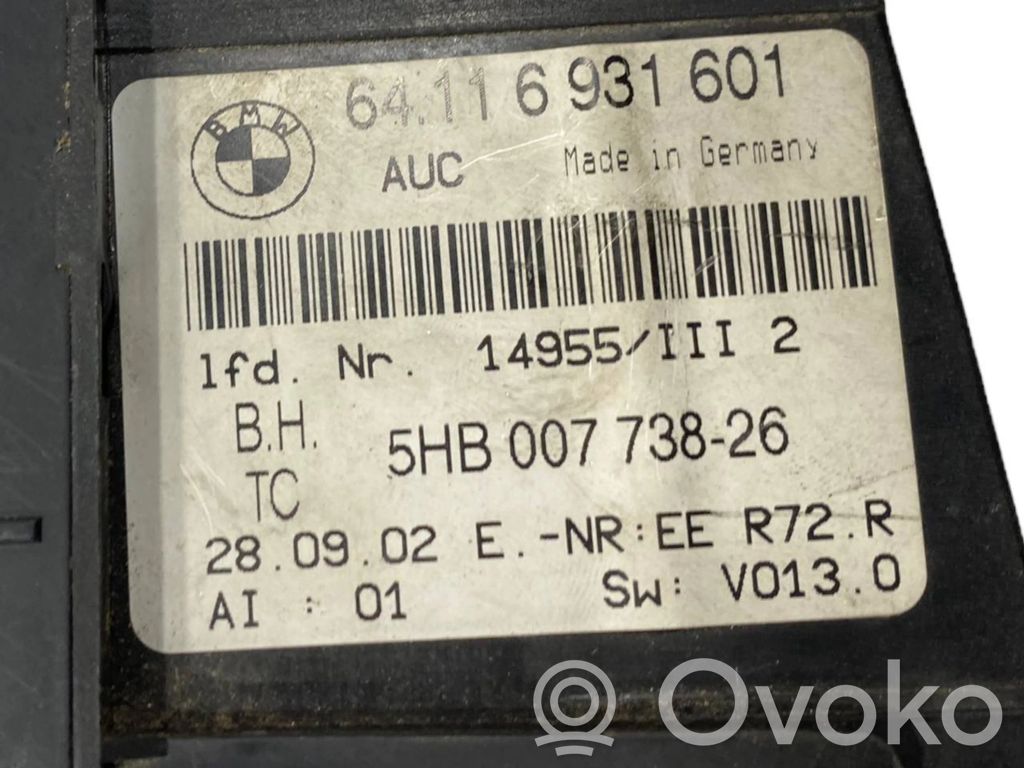 64.11 6 931 601
BMW
AUC Made in Germany
lfd. Nr. 14955/III 2
B.H. 5HB 007 738-26
TC
28.09.02 E.-NR:EE R72.R
AI : 01 Sw: V013.0
Ovoko